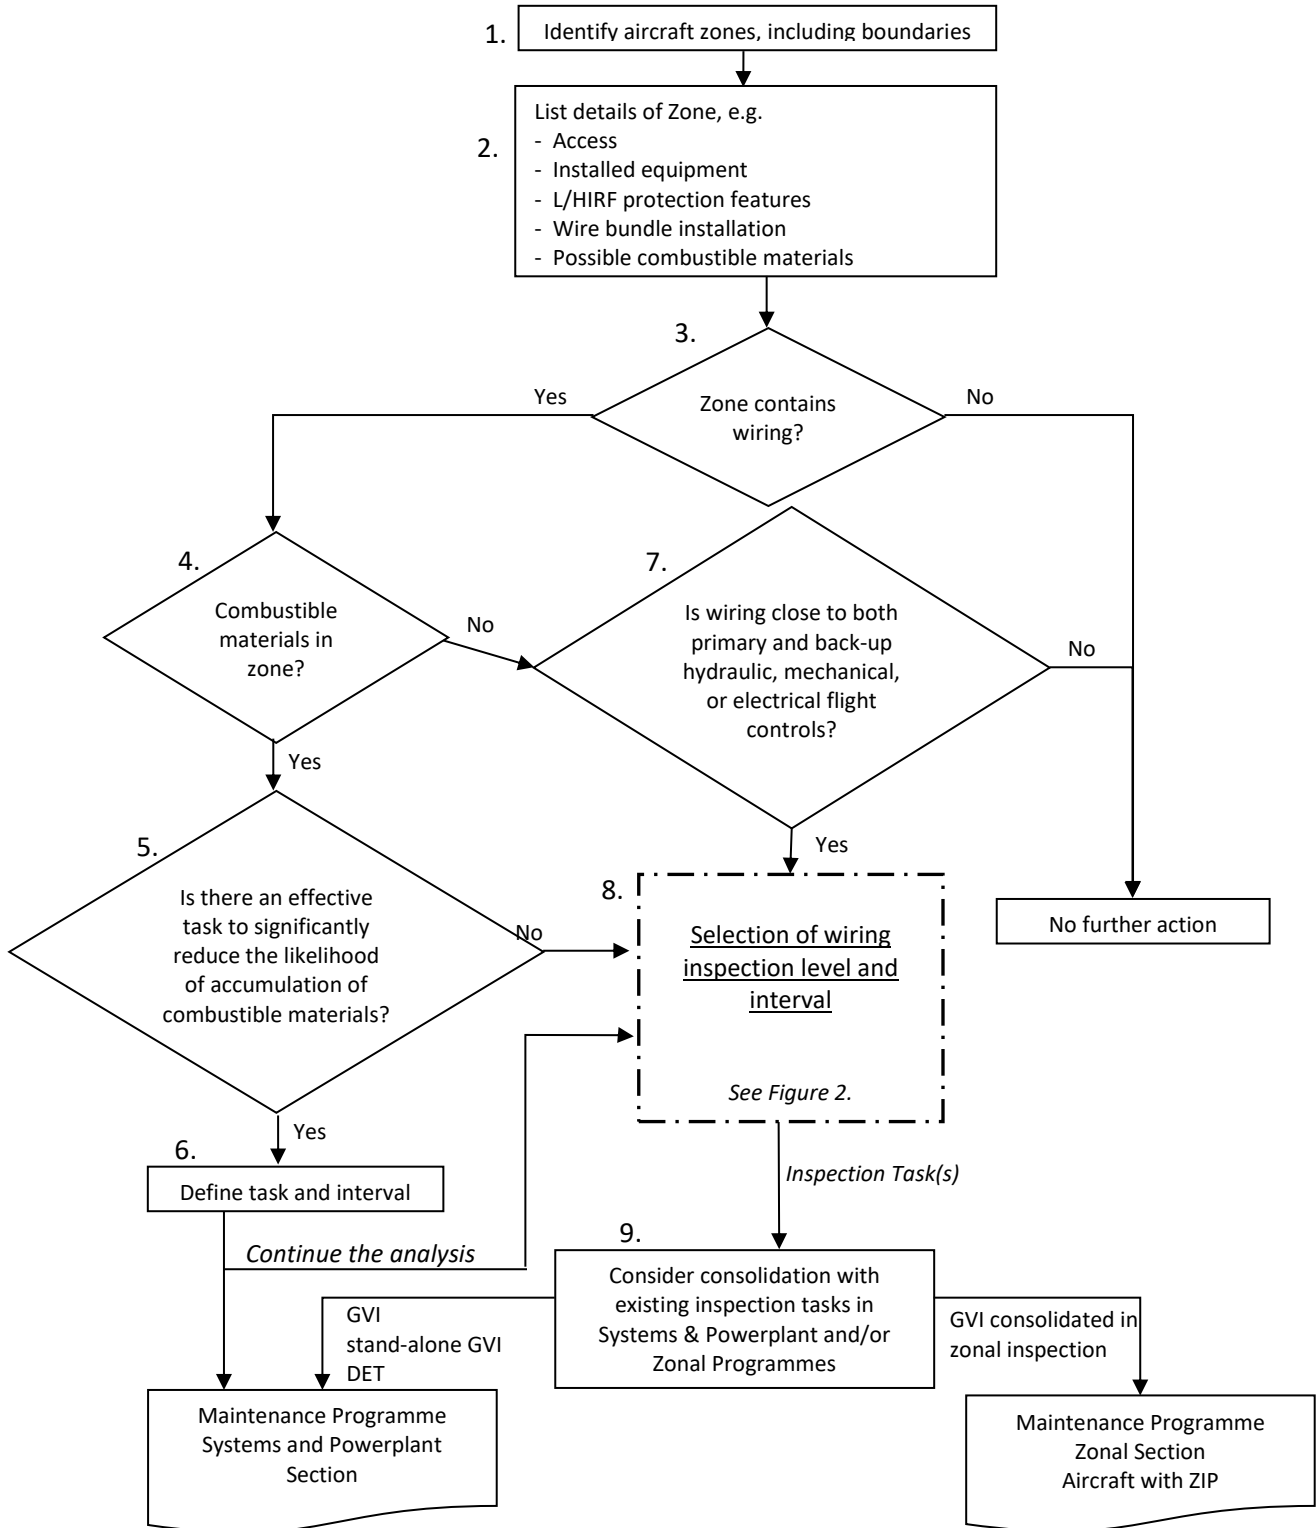 1.
Identify aircraft zones, including boundaries
2.
List details of Zone, e.g.
- Access
- Installed equipment
- L/HIRF protection features
- Wire bundle installation
- Possible combustible materials
3.
Yes
No
Zone contains
wiring?
4.
Combustible
materials in
zone?
No
7.
Is wiring close to both
primary and back-up
hydraulic, mechanical,
or electrical flight
controls?
No
Yes
Yes
5.
Is there an effective
task to significantly
reduce the likelihood
of accumulation of
combustible materials?
No
8.
Selection of wiring
inspection level and
interval
See Figure 2.
No further action
Yes
6.
Define task and interval
Continue the analysis
Inspection Task(s)
9.
Consider consolidation with
existing inspection tasks in
Systems & Powerplant and/or
Zonal Programmes
GVI
stand-alone GVI
DET
GVI consolidated in
zonal inspection
Maintenance Programme
Systems and Powerplant
Section
Maintenance Programme
Zonal Section
Aircraft with ZIP